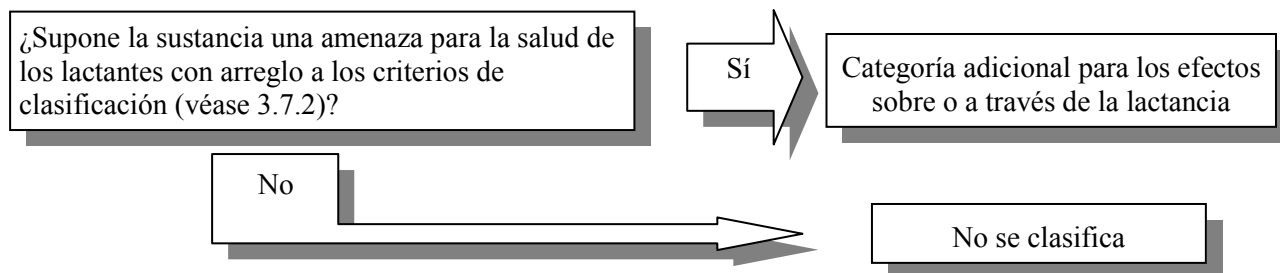 ¿Supone la sustancia una amenaza para la salud de
los lactantes con arreglo a los criterios de
clasificación (véase 3.7.2)?
Sí
Categoría adicional para los efectos
sobre o a través de la lactancia
No
No se clasifica